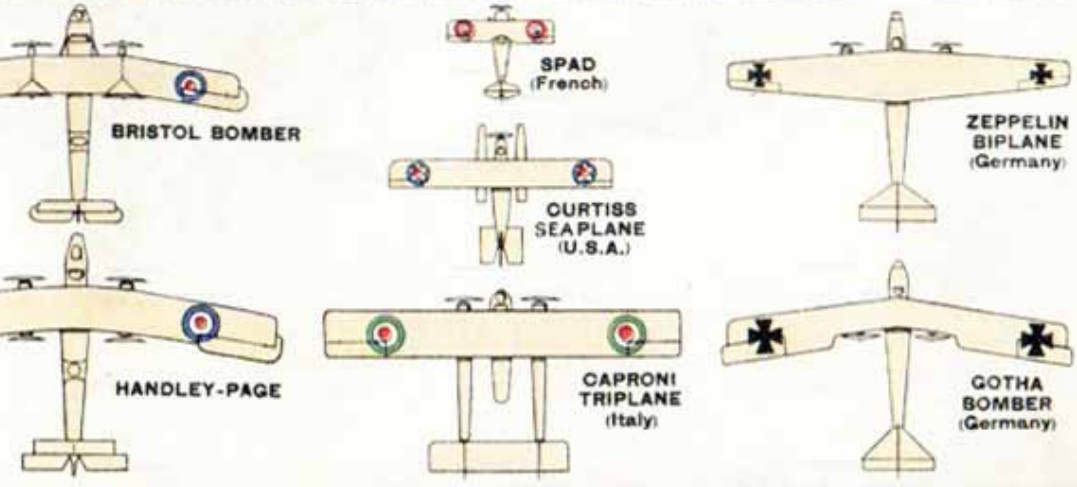 BRISTOL BOMBER
HANDLEY-PAGE
SPAD
(French)
CURTISS
SEAPLANE
(U.S.A.)
CAPRONI
TRIPLANE
(Italy)
ZEPPELIN
BIPLANE
(Germany)
GOTHA
BOMBER
(Germany)